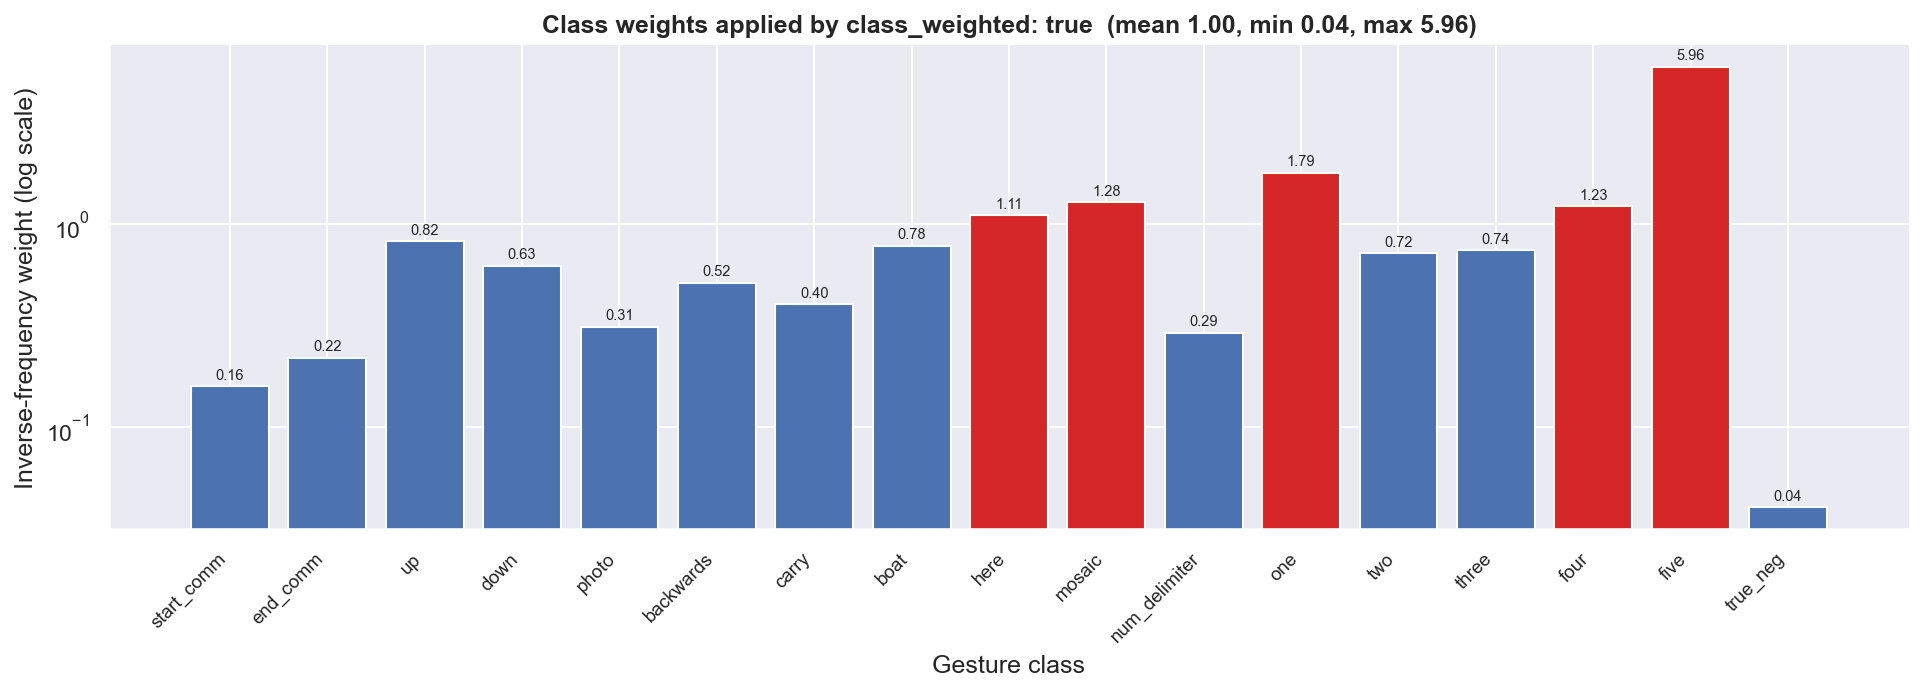 Class weights applied by class_weighted: true  (mean 1.00, min 0.04, max 5.96)
Inverse-frequency weight (log scale)
10⁰
10⁻¹
0.16
0.22
0.82
0.63
0.31
0.52
0.40
0.78
1.11
1.28
0.29
1.79
0.72
0.74
1.23
5.96
0.04
start_comm
end_comm
up
down
photo
backwards
carry
boat
here
mosaic
num_delimiter
one
two
three
four
five
true_neg
Gesture class